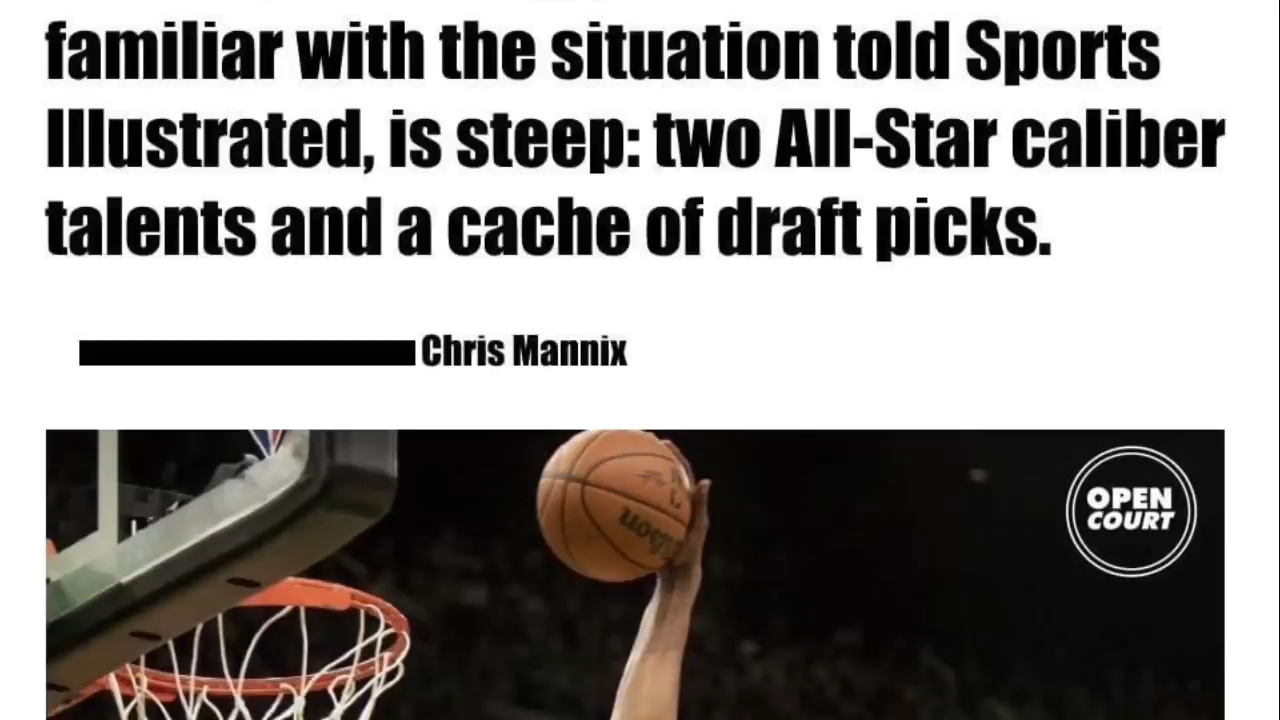 familiar with the situation told Sports
Illustrated, is steep: two All-Star caliber
talents and a cache of draft picks.
Chris Mannix
OPEN
COURT
Wilson